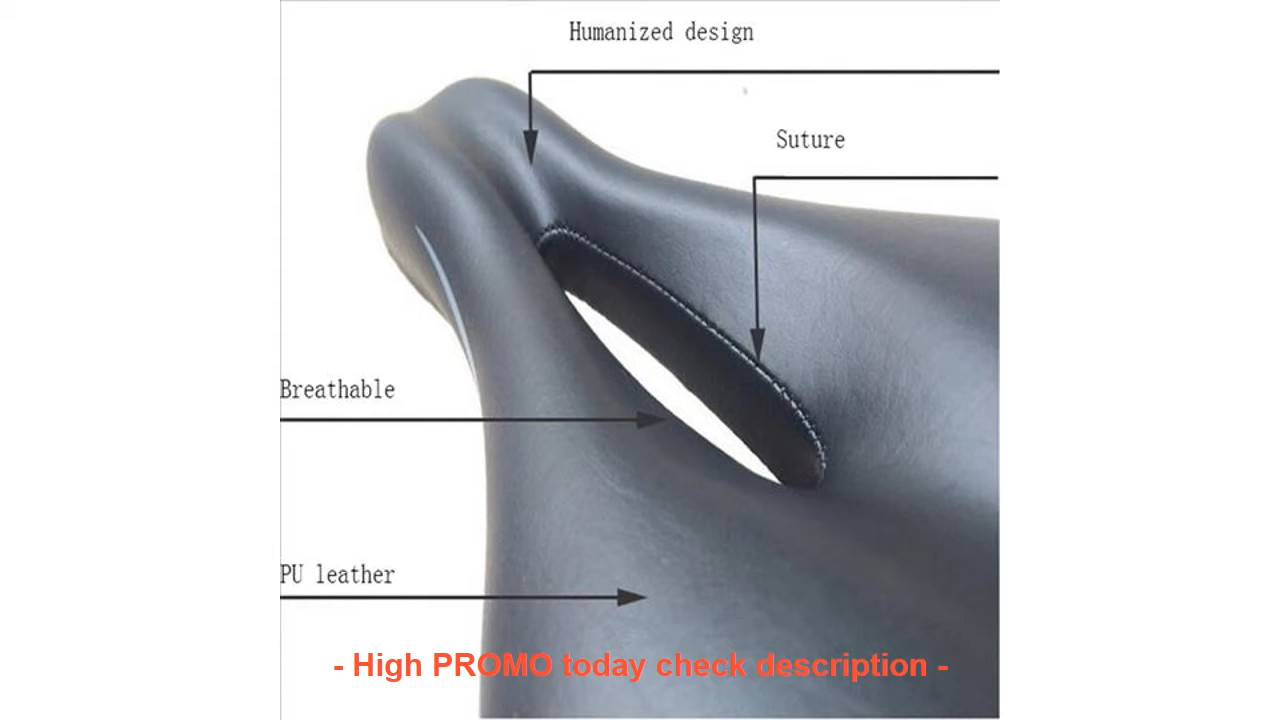 Humanized design
Suture
Breathable
PU leather
- High PROMO today check description -